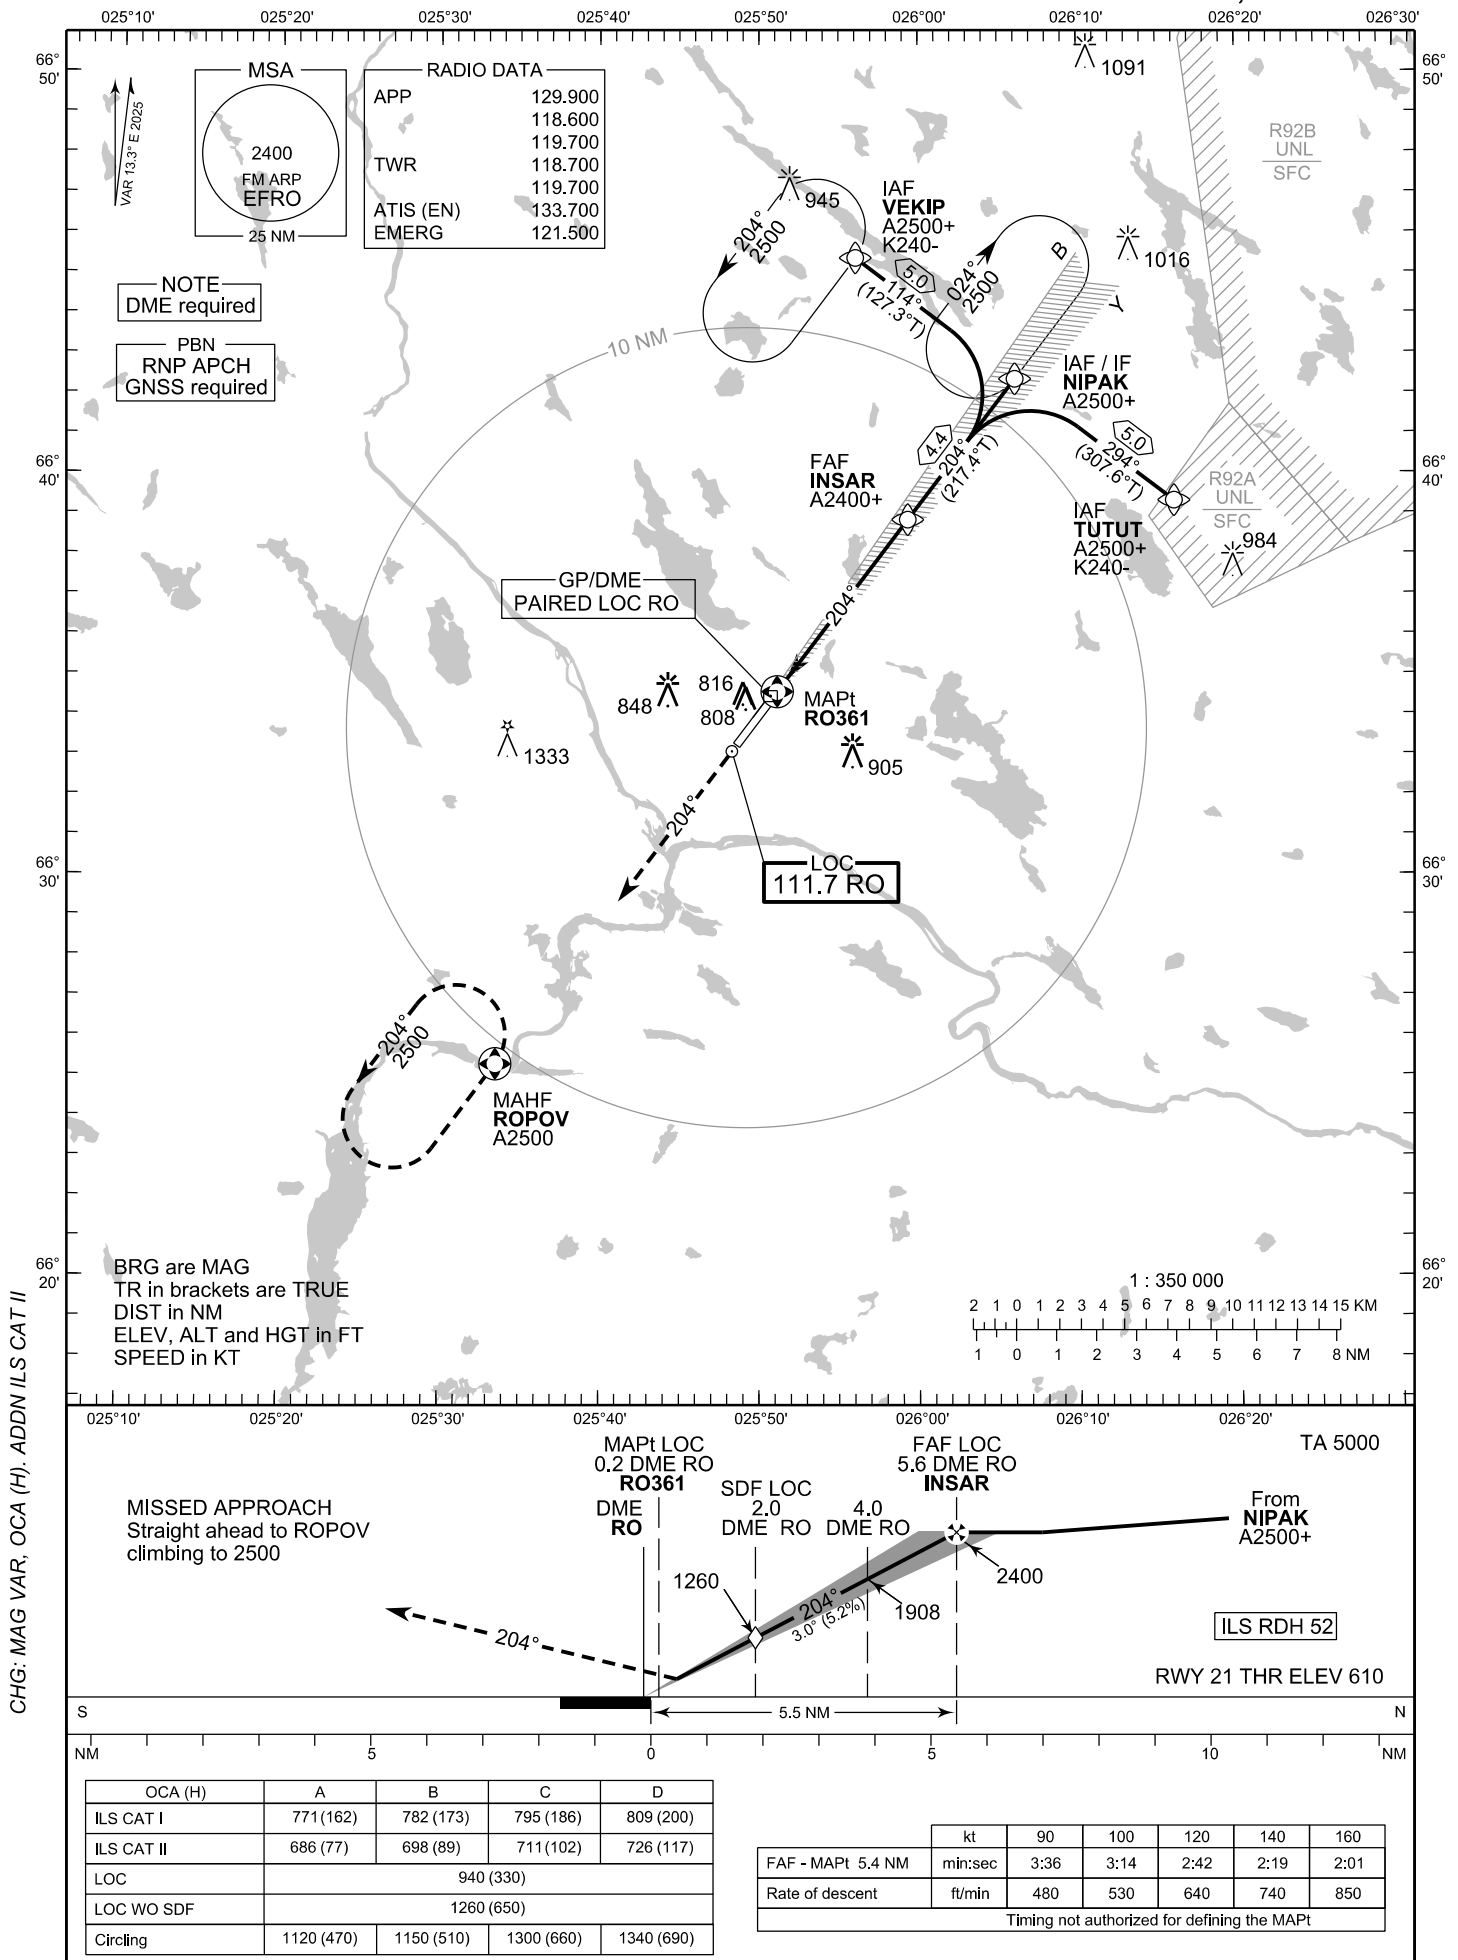 025°10' 025°20' 025°30' 025°40' 025°50' 026°00' 026°10' 026°20' 026°30'
66° 50'
66° 50'
VAR 13.3° E 2025
MSA
2400
FM ARP
EFRO
25 NM
RADIO DATA
APP 129.900
118.600
119.700
TWR 118.700
119.700
ATIS (EN) 133.700
EMERG 121.500
NOTE
DME required
PBN
RNP APCH
GNSS required
1091
R92B
UNL
SFC
945
204°
2500
IAF
VEKIP
A2500+
K240-
5.0
114°
(127.3°T)
024°
2500
B
Y
1016
10 NM
IAF / IF
NIPAK
A2500+
4.4
204°
(217.4°T)
5.0
294°
(307.6°T)
66° 40'
66° 40'
FAF
INSAR
A2400+
R92A
UNL
SFC
984
IAF
TUTUT
A2500+
K240-
GP/DME
PAIRED LOC RO
204°
848
816
808
MAPt
RO361
1333
905
204°
LOC
111.7 RO
66° 30'
66° 30'
204°
2500
MAHF
ROPOV
A2500
66° 20'
66° 20'
BRG are MAG
TR in brackets are TRUE
DIST in NM
ELEV, ALT and HGT in FT
SPEED in KT
1 : 350 000
2 1 0 1 2 3 4 5 6 7 8 9 10 11 12 13 14 15 KM
1 0 1 2 3 4 5 6 7 8 NM
025°10' 025°20' 025°30' 025°40' 025°50' 026°00' 026°10' 026°20'
CHG: MAG VAR, OCA (H). ADDN ILS CAT II
TA 5000
MISSED APPROACH
Straight ahead to ROPOV
climbing to 2500
MAPt LOC
0.2 DME RO
RO361
DME
RO
SDF LOC
2.0
DME RO
4.0
DME RO
FAF LOC
5.6 DME RO
INSAR
From
NIPAK
A2500+
1260
204°
3.0° (5.2%)
1908
2400
204°
ILS RDH 52
RWY 21 THR ELEV 610
S
5.5 NM
N
NM 5 0 5 10 NM
OCA (H) A B C D
ILS CAT I 771 (162) 782 (173) 795 (186) 809 (200)
ILS CAT II 686 (77) 698 (89) 711 (102) 726 (117)
LOC 940 (330)
LOC WO SDF 1260 (650)
Circling 1120 (470) 1150 (510) 1300 (660) 1340 (690)
kt 90 100 120 140 160
FAF - MAPt 5.4 NM min:sec 3:36 3:14 2:42 2:19 2:01
Rate of descent ft/min 480 530 640 740 850
Timing not authorized for defining the MAPt